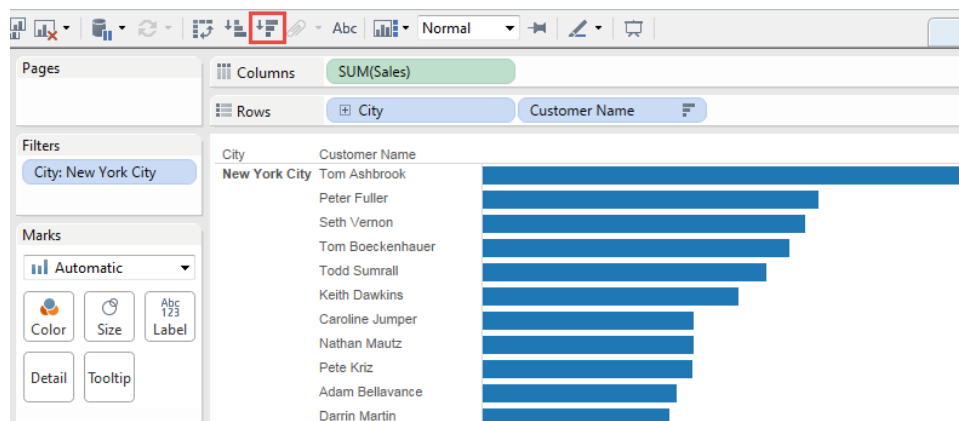 Abc Normal
Pages
Columns SUM(Sales)
Rows City Customer Name
Filters
City: New York City
Marks
Automatic
Color Size Abc 123 Label
Detail Tooltip
City Customer Name
New York City Tom Ashbrook
Peter Fuller
Seth Vernon
Tom Boeckenhauer
Todd Sumrall
Keith Dawkins
Caroline Jumper
Nathan Mautz
Pete Kriz
Adam Bellavance
Darrin Martin